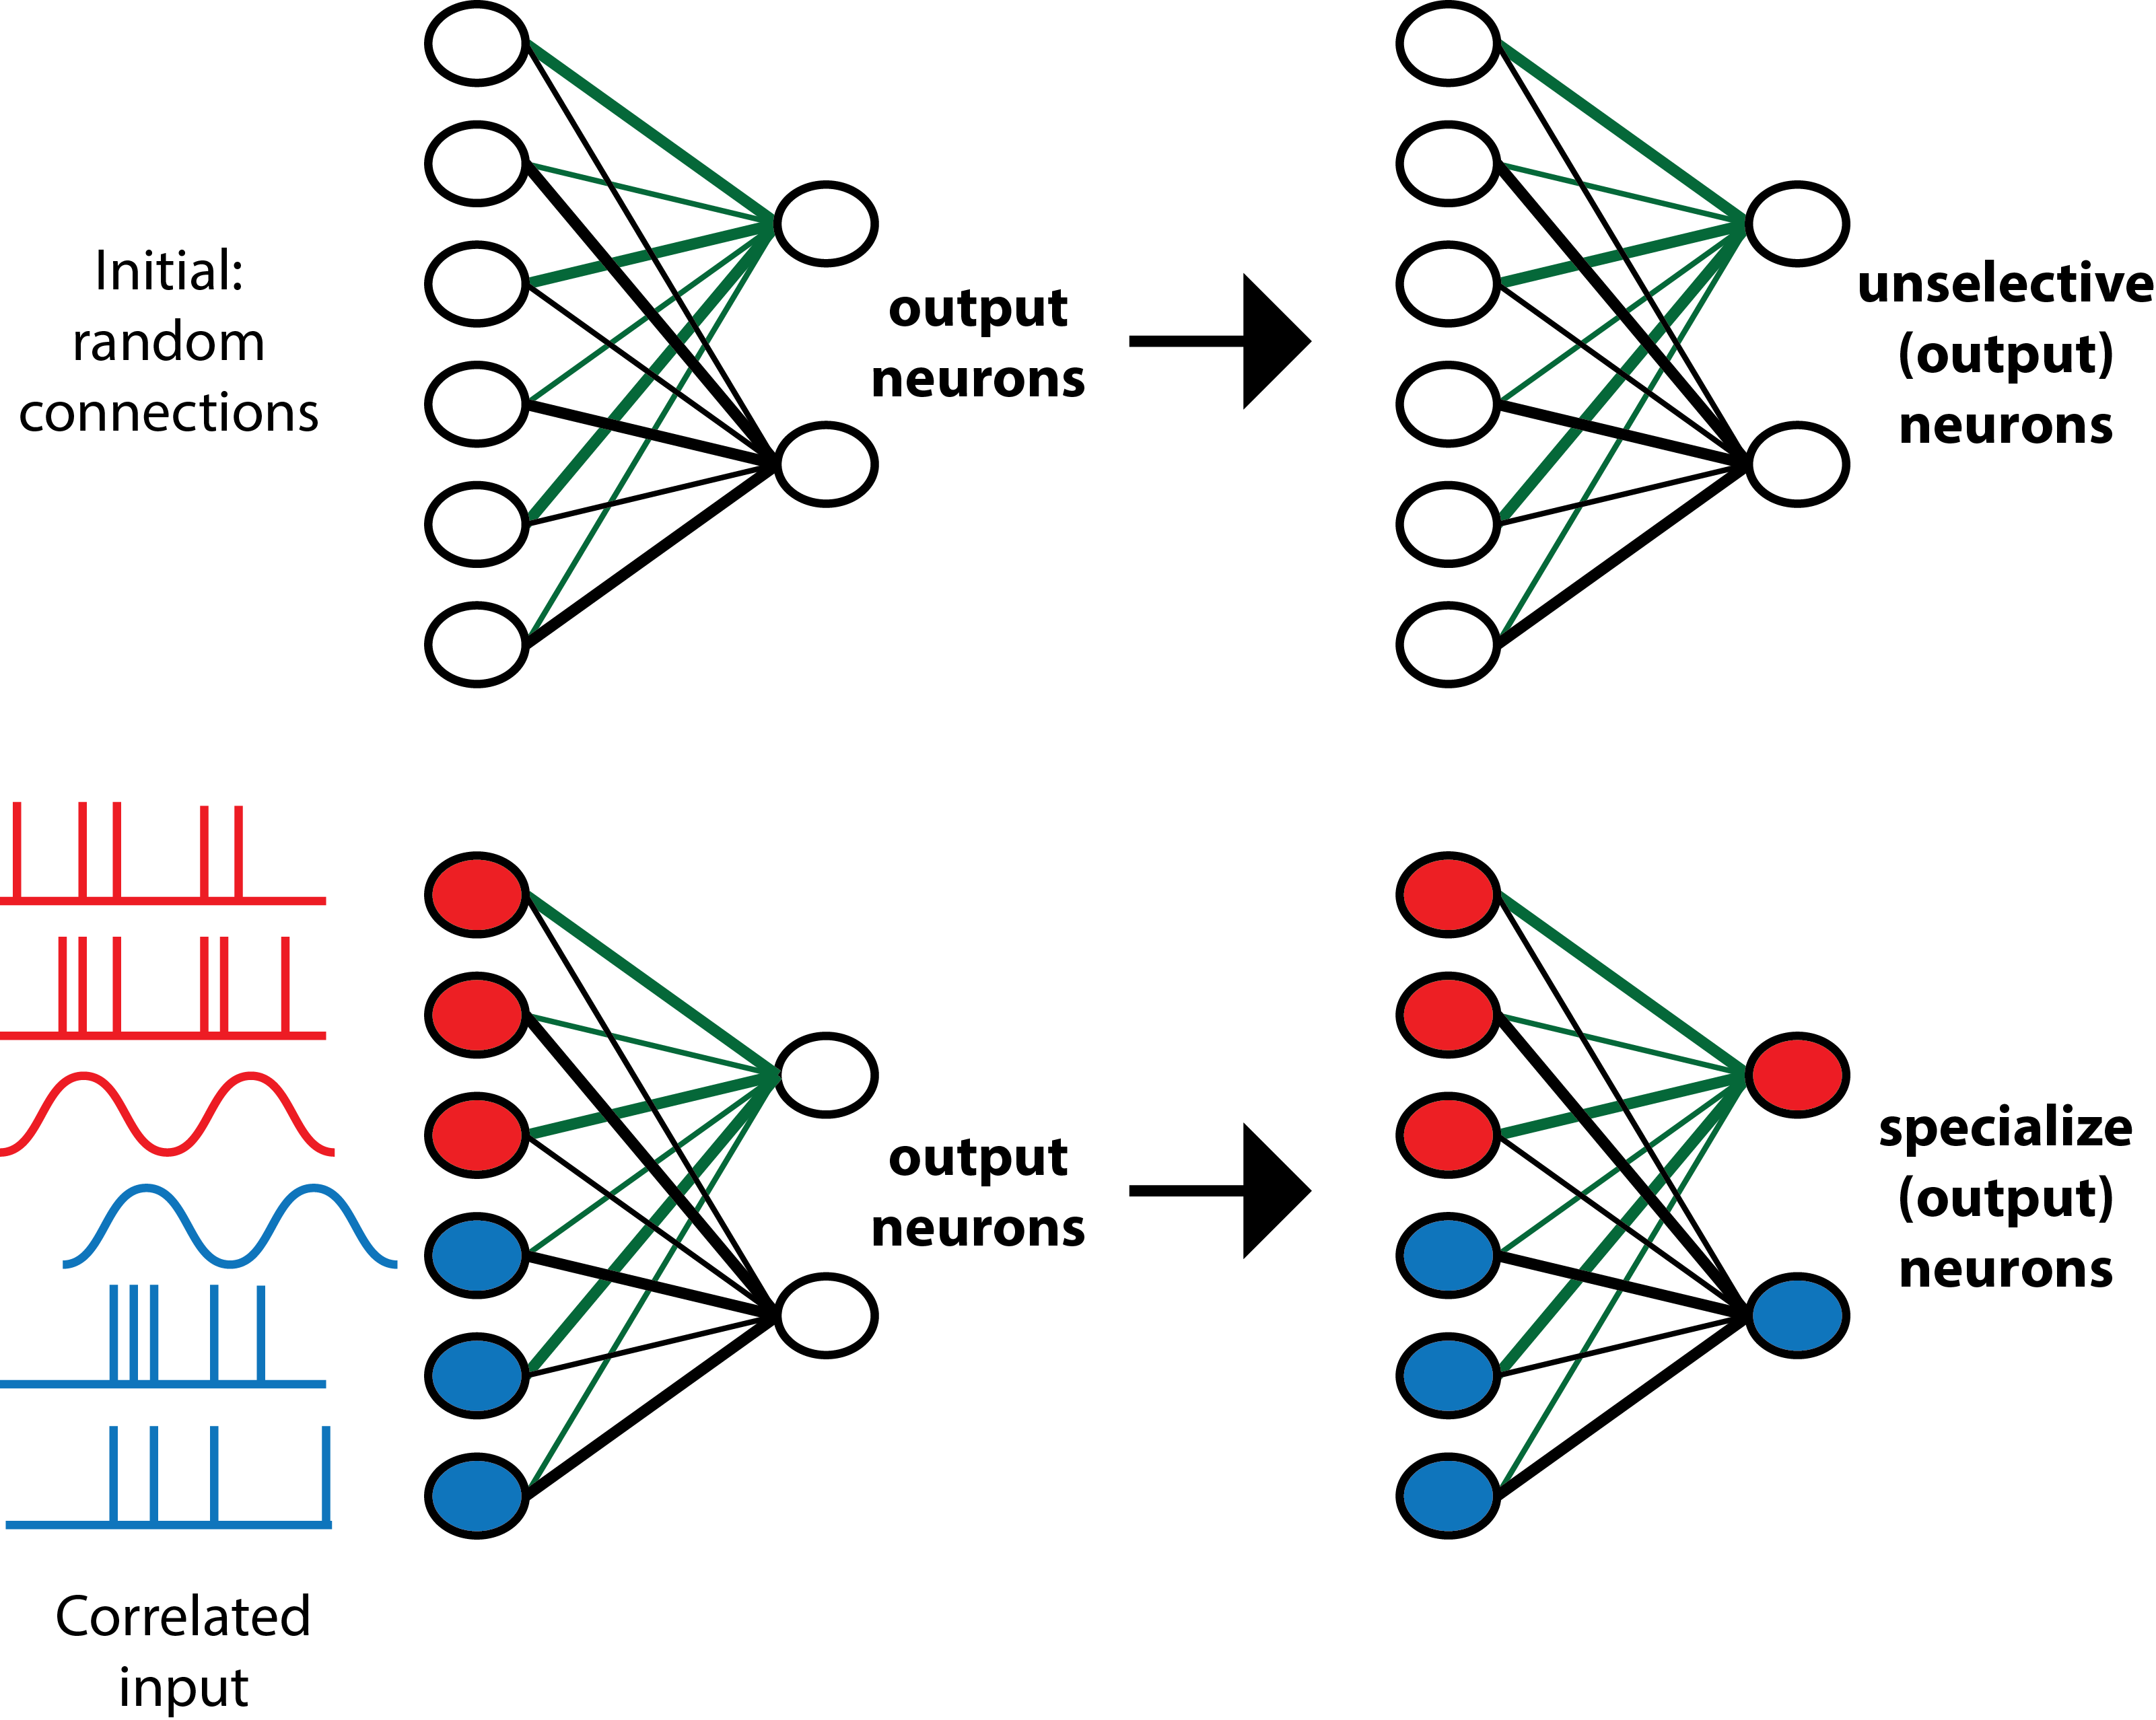 Initial:
random
connections
output
neurons
unselective
(output)
neurons
output
neurons
specialize
(output)
neurons
Correlated
input